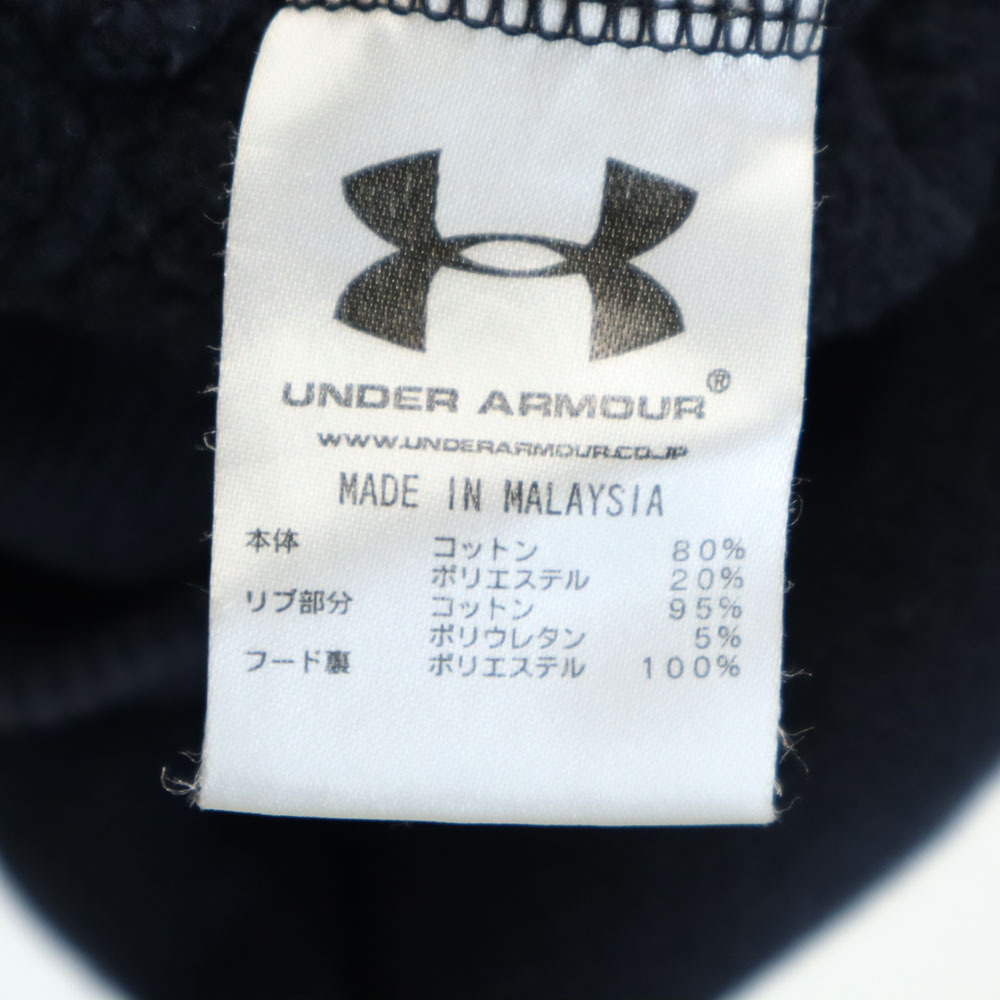 UNDER ARMOUR®
WWW.UNDERARMOUR.CO.JP
MADE IN MALAYSIA
本体 コットン 80%
ポリエステル 20%
リブ部分 コットン 95%
ポリウレタン 5%
フード裏 ポリエステル 100%